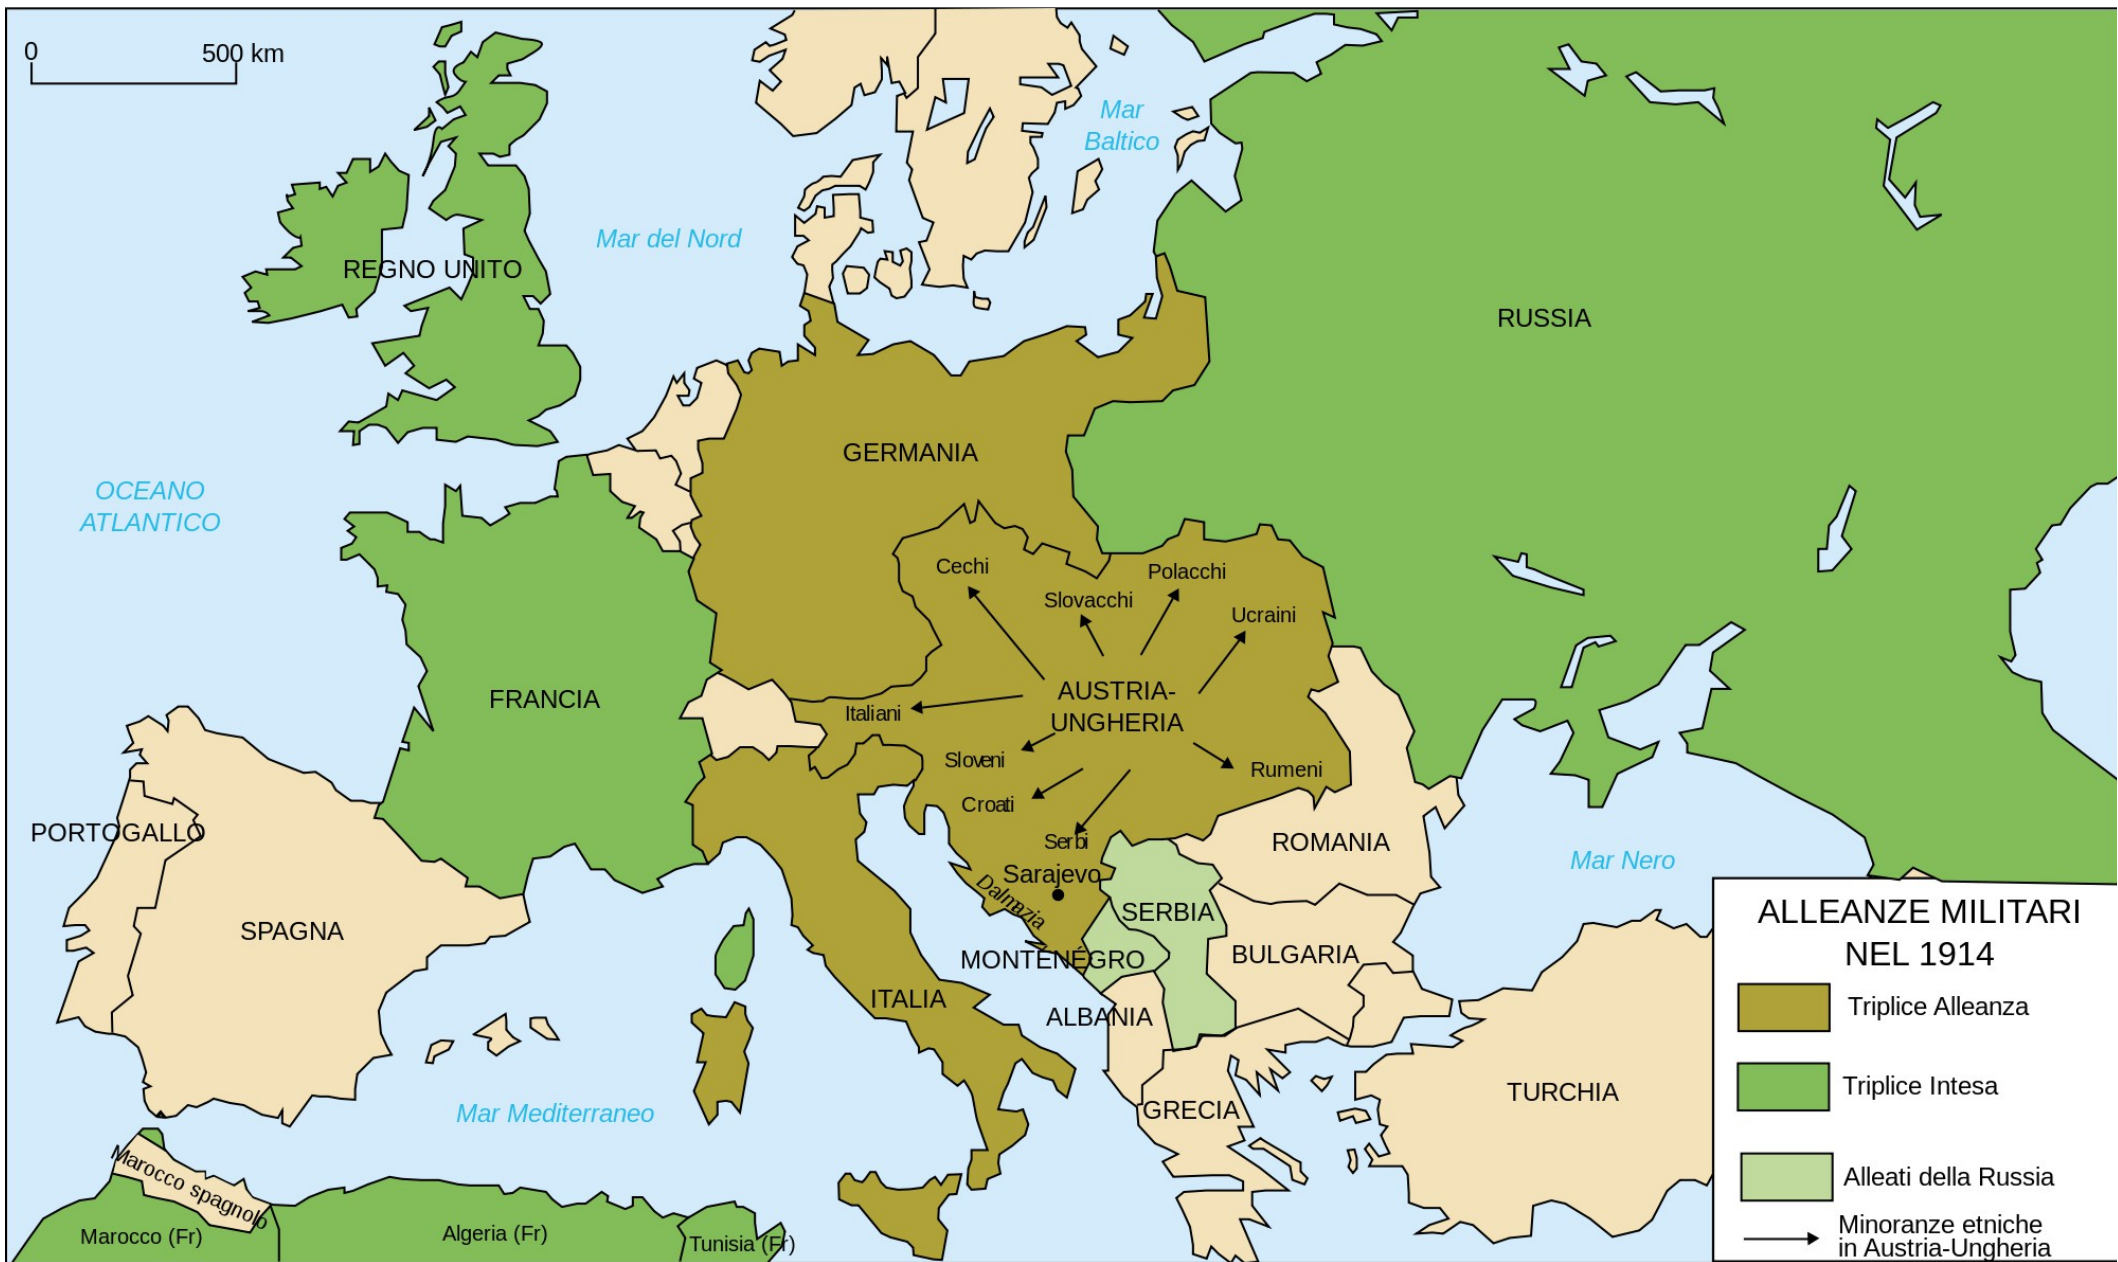 0 500 km
Mar
Baltico
Mar del Nord
REGNO UNITO
RUSSIA
GERMANIA
OCEANO
ATLANTICO
Cechi
Polacchi
Slovacchi
Ucraini
FRANCIA
AUSTRIA-
UNGHERIA
Italiani
Sloveni
Rumeni
Croati
Serbi
PORTOGALLO
ROMANIA
Mar Nero
Sarajevo
Dalmazia
SERBIA
SPAGNA
BULGARIA
MONTENÉGRO
ITALIA
ALBANIA
TURCHIA
GRECIA
Mar Mediterraneo
Marocco spagnolo
Marocco (Fr)
Algeria (Fr)
Tunisia (Fr)
ALLEANZE MILITARI
NEL 1914
Triplice Alleanza
Triplice Intesa
Alleati della Russia
Minoranze etniche
in Austria-Ungheria